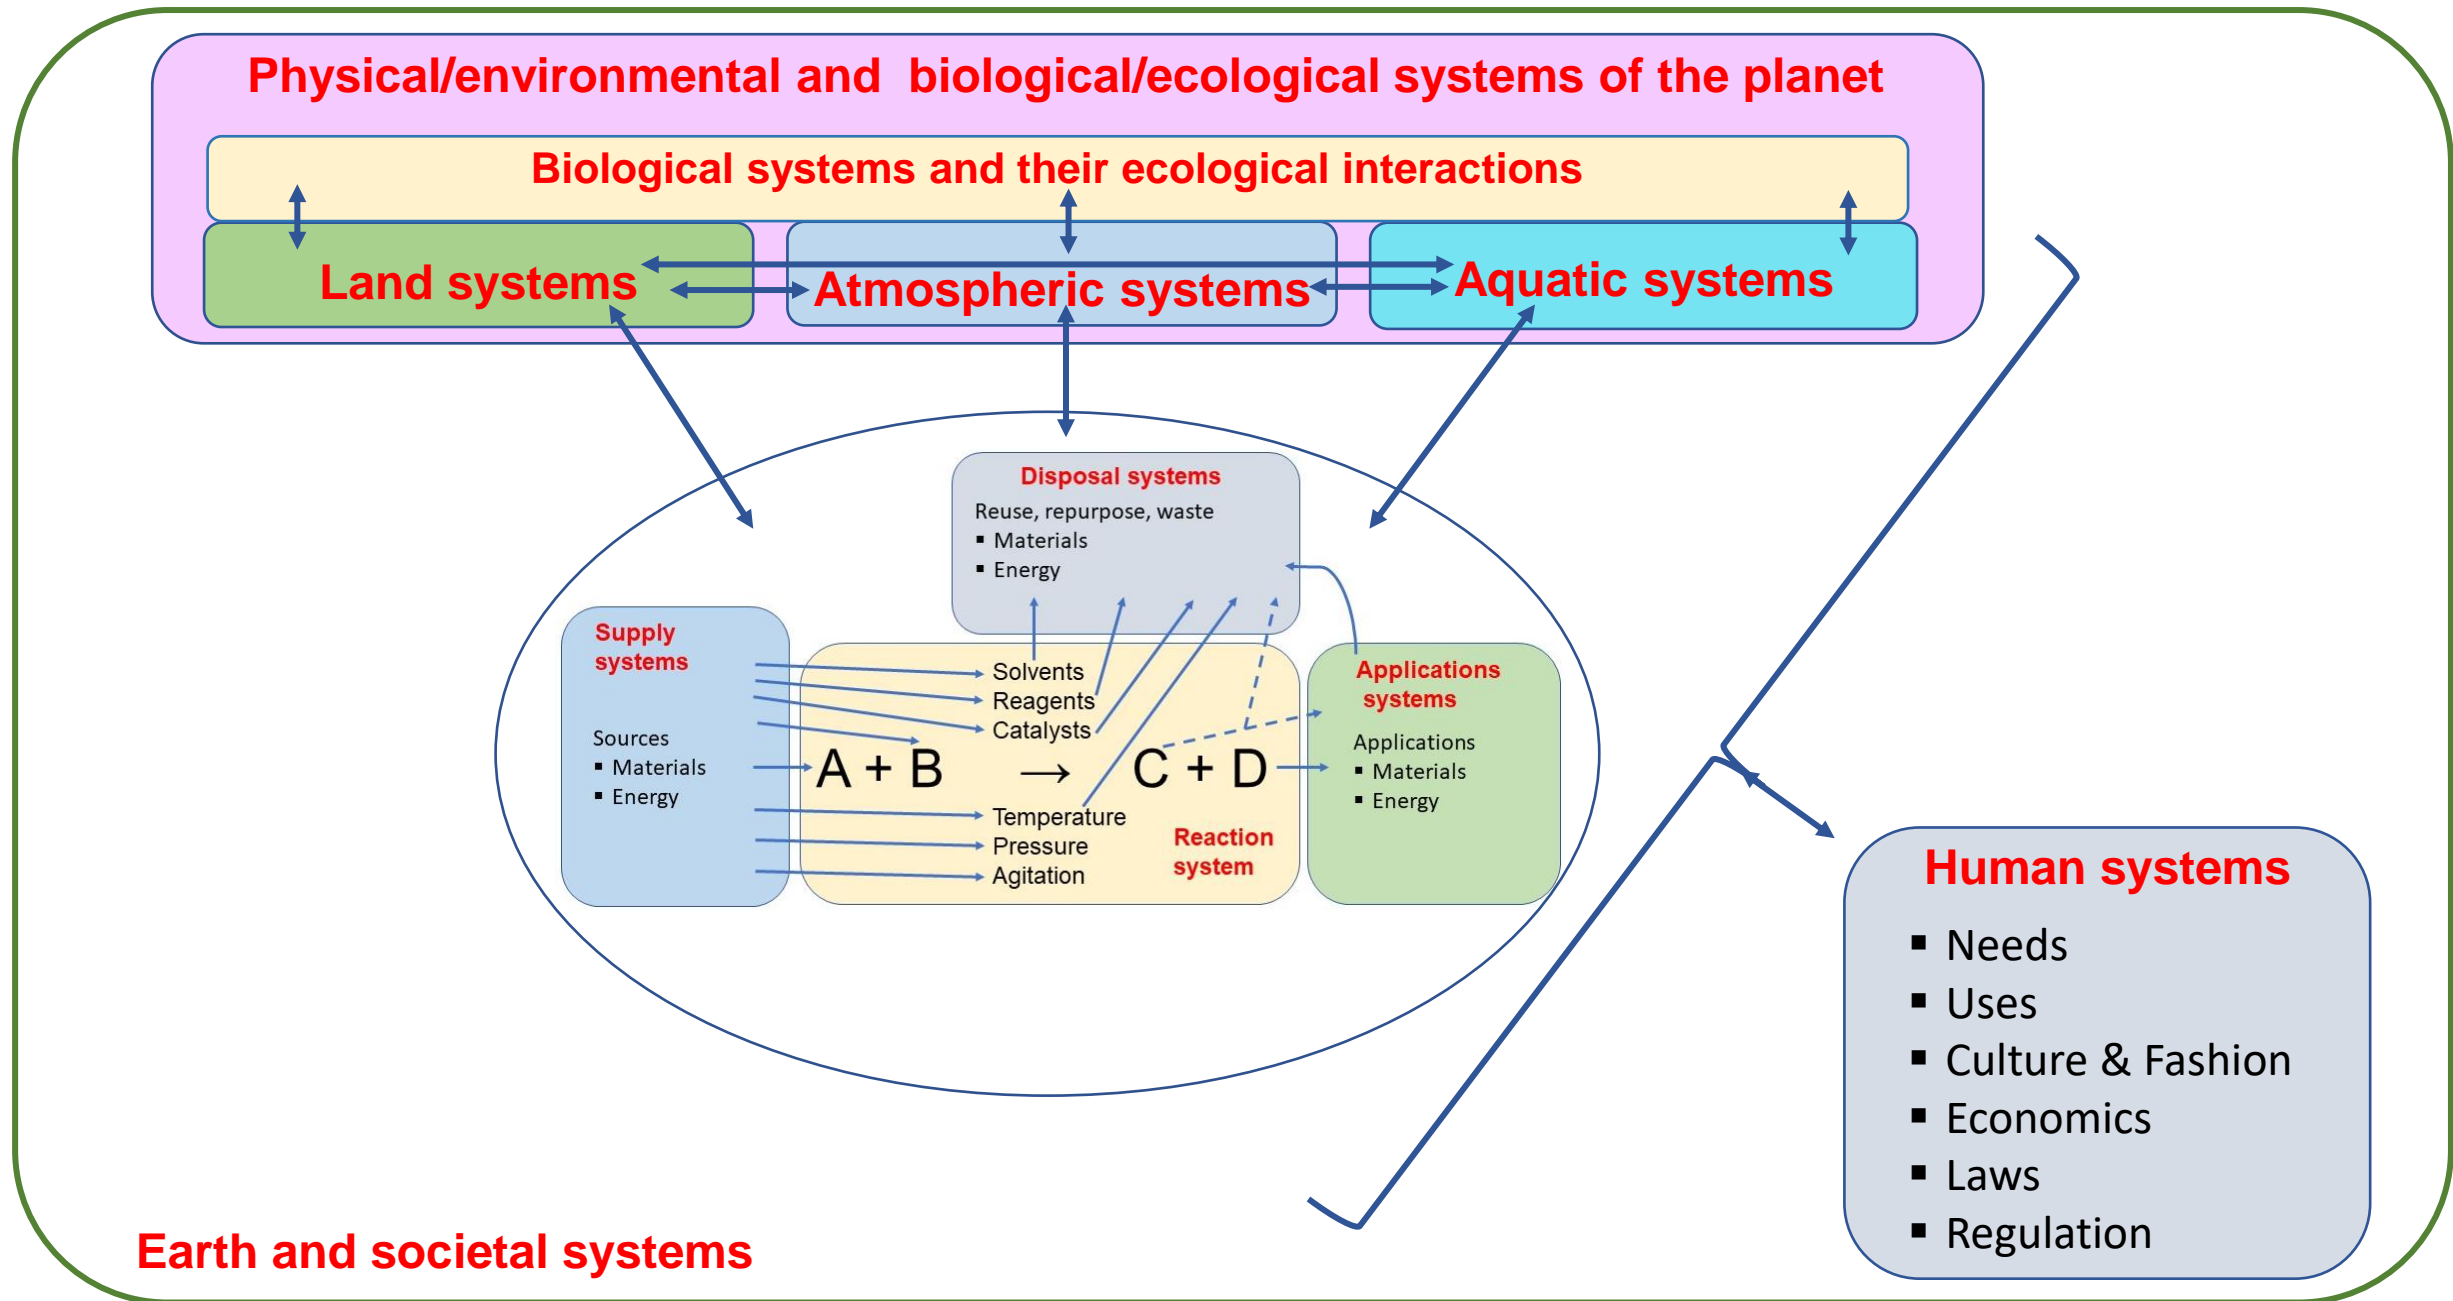 Physical/environmental and  biological/ecological systems of the planet
Biological systems and their ecological interactions
Land systems
Atmospheric systems
Aquatic systems
Disposal systems
Reuse, repurpose, waste
▪ Materials
▪ Energy
Supply
systems
Sources
▪ Materials
▪ Energy
Solvents
Reagents
Catalysts
A + B → C + D
Temperature
Pressure
Agitation
Reaction
system
Applications
systems
Applications
▪ Materials
▪ Energy
Human systems
▪ Needs
▪ Uses
▪ Culture & Fashion
▪ Economics
▪ Laws
▪ Regulation
Earth and societal systems